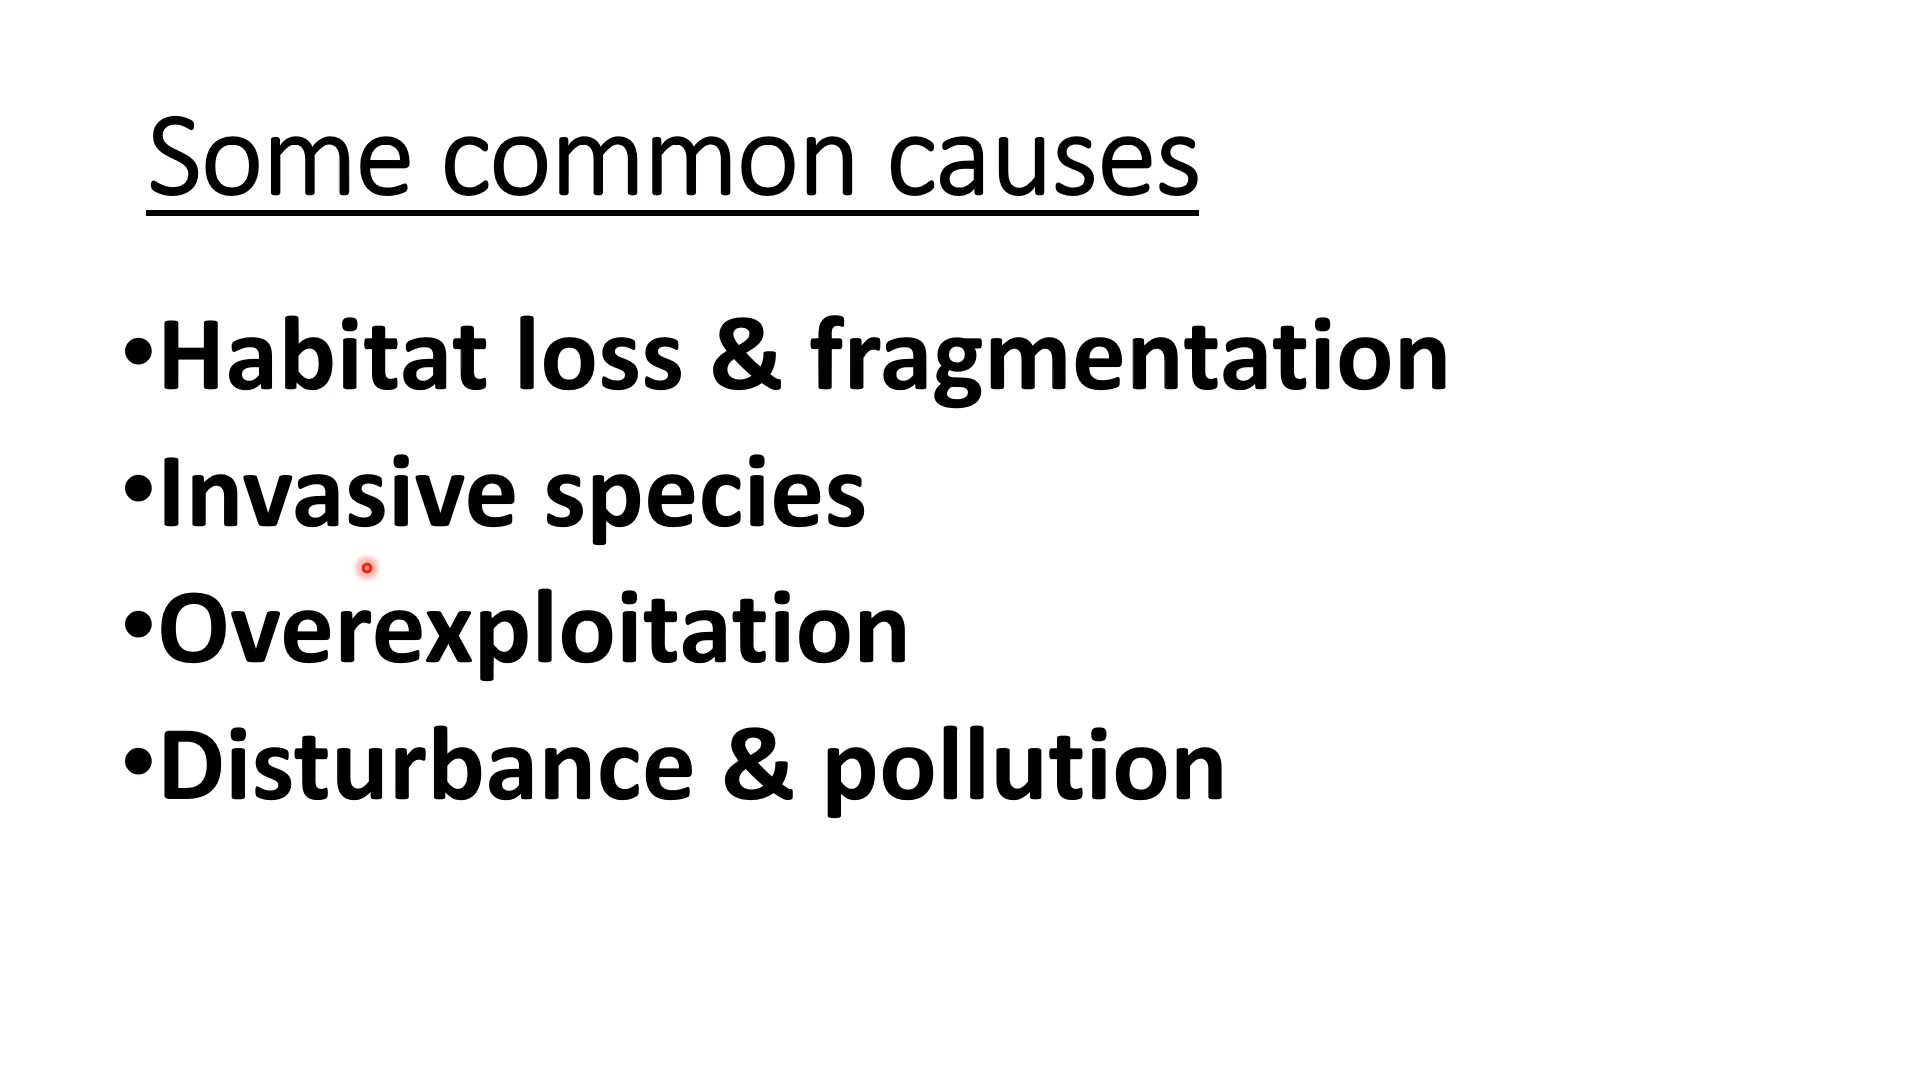 Some common causes
•Habitat loss & fragmentation
•Invasive species
•Overexploitation
•Disturbance & pollution